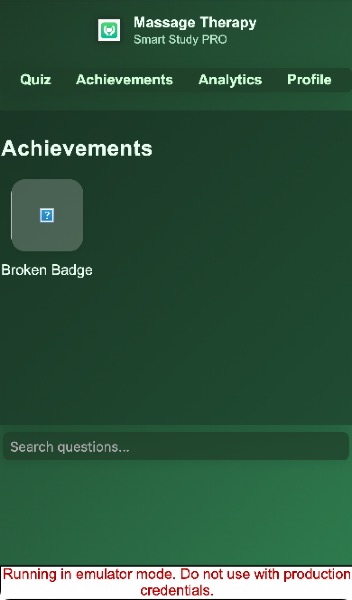 Massage Therapy
Smart Study PRO
Quiz Achievements Analytics Profile
Achievements
?
Broken Badge
Search questions...
Running in emulator mode. Do not use with production
credentials.